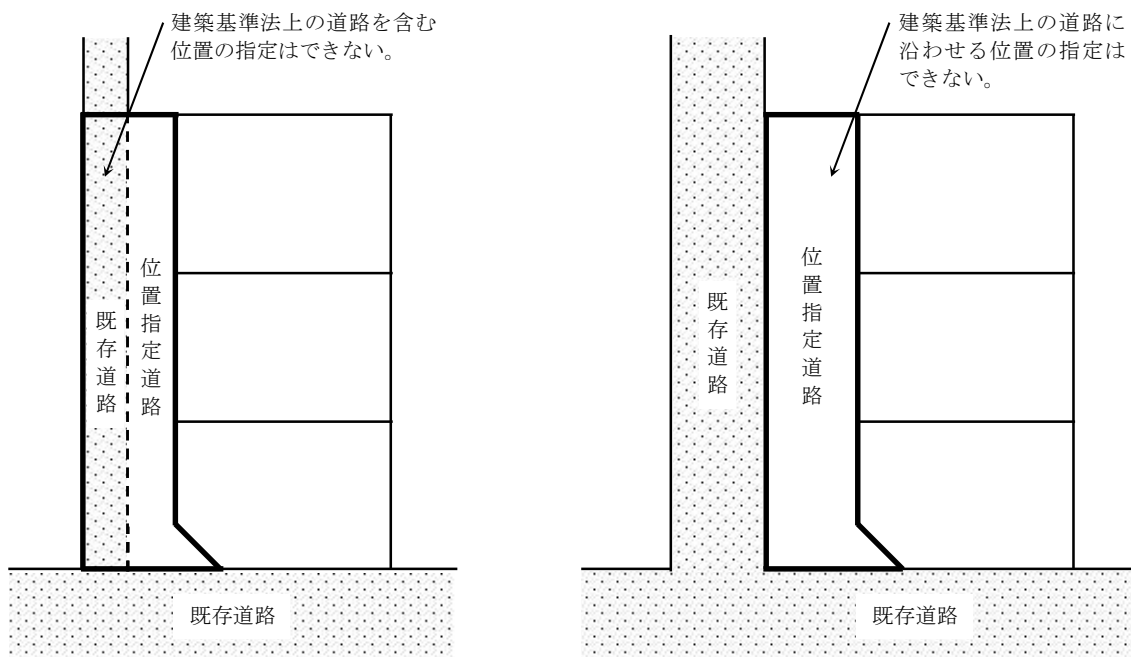 建築基準法上の道路を含む
位置の指定はできない。
位置指定道路
既存道路
既存道路
建築基準法上の道路に
沿わせる位置の指定は
できない。
位置指定道路
既存道路
既存道路